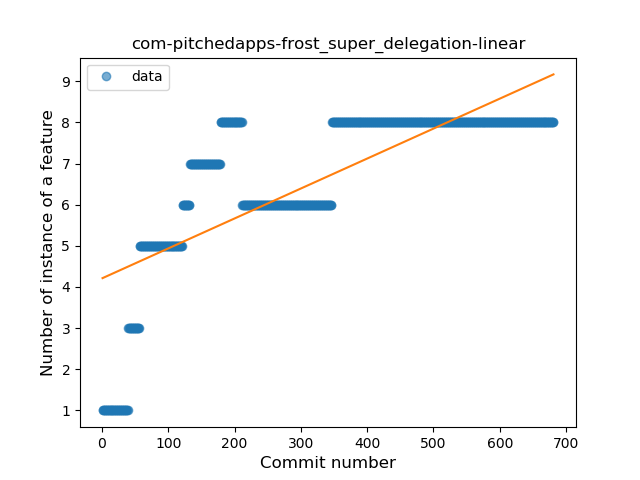 com-pitchedapps-frost_super_delegation-linear
data
Number of instance of a feature
9
8
7
6
5
4
3
2
1
0 100 200 300 400 500 600 700
Commit number